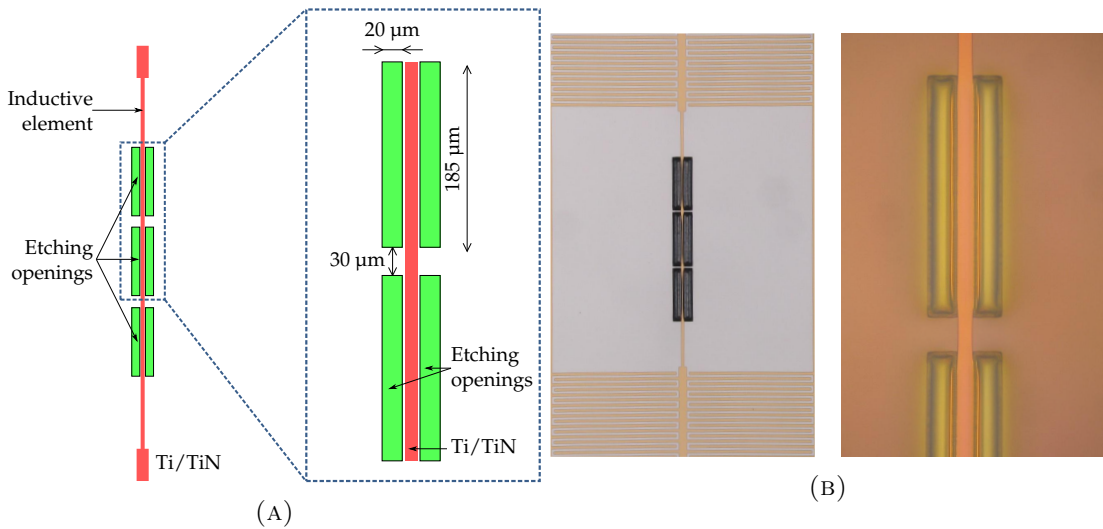 20 µm
Inductive
element
185 µm
30 µm
Etching
openings
Etching
openings
Ti/TiN
Ti/TiN
(A)
(B)